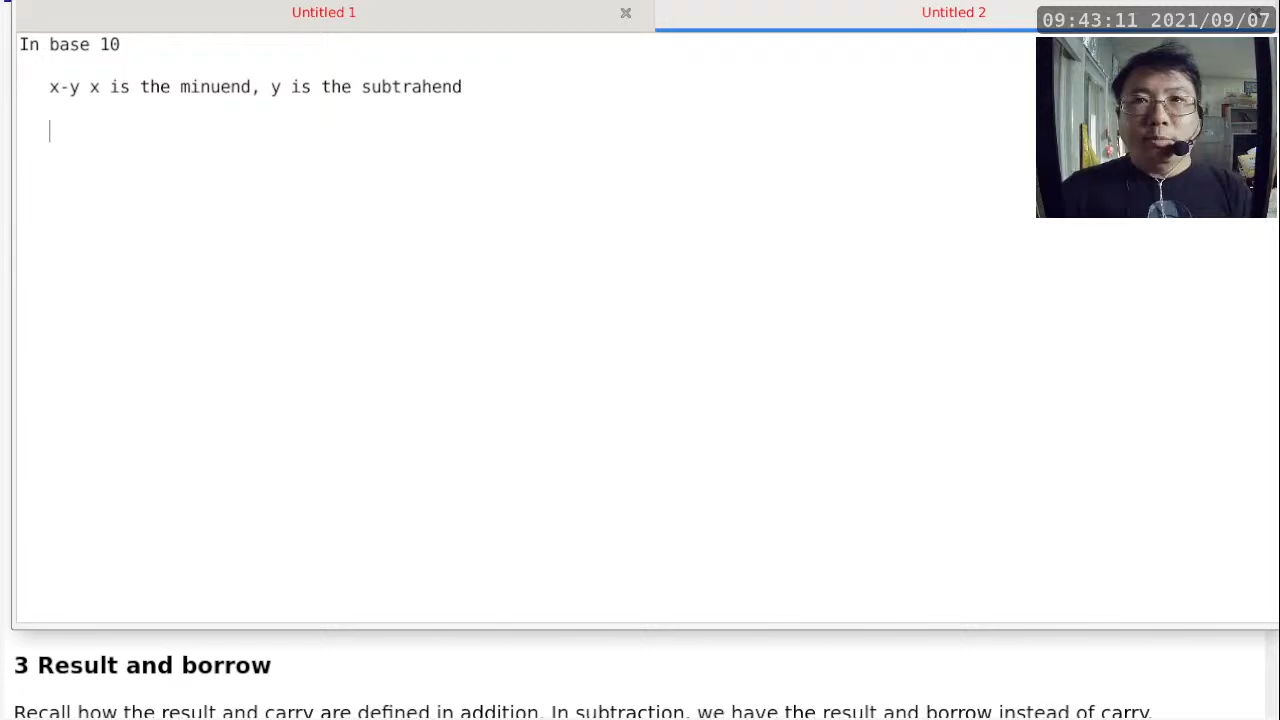 Untitled 1
Untitled 2
09:43:11 2021/09/07
In base 10
x-y x is the minuend, y is the subtrahend
3 Result and borrow
Recall how the result and carry are defined in addition. In subtraction, we have the result and borrow instead of carry.